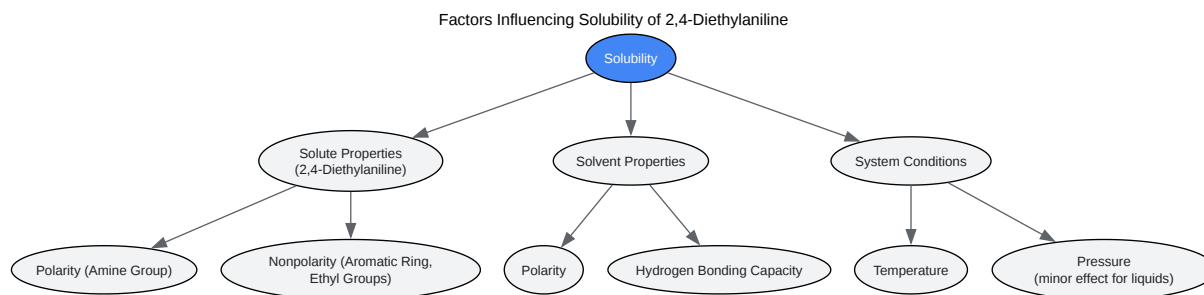 Factors Influencing Solubility of 2,4-Diethylaniline
Solubility
Solute Properties
(2,4-Diethylaniline)
Solvent Properties
System Conditions
Polarity (Amine Group)
Nonpolarity (Aromatic Ring,
Ethyl Groups)
Polarity
Hydrogen Bonding Capacity
Temperature
Pressure
(minor effect for liquids)